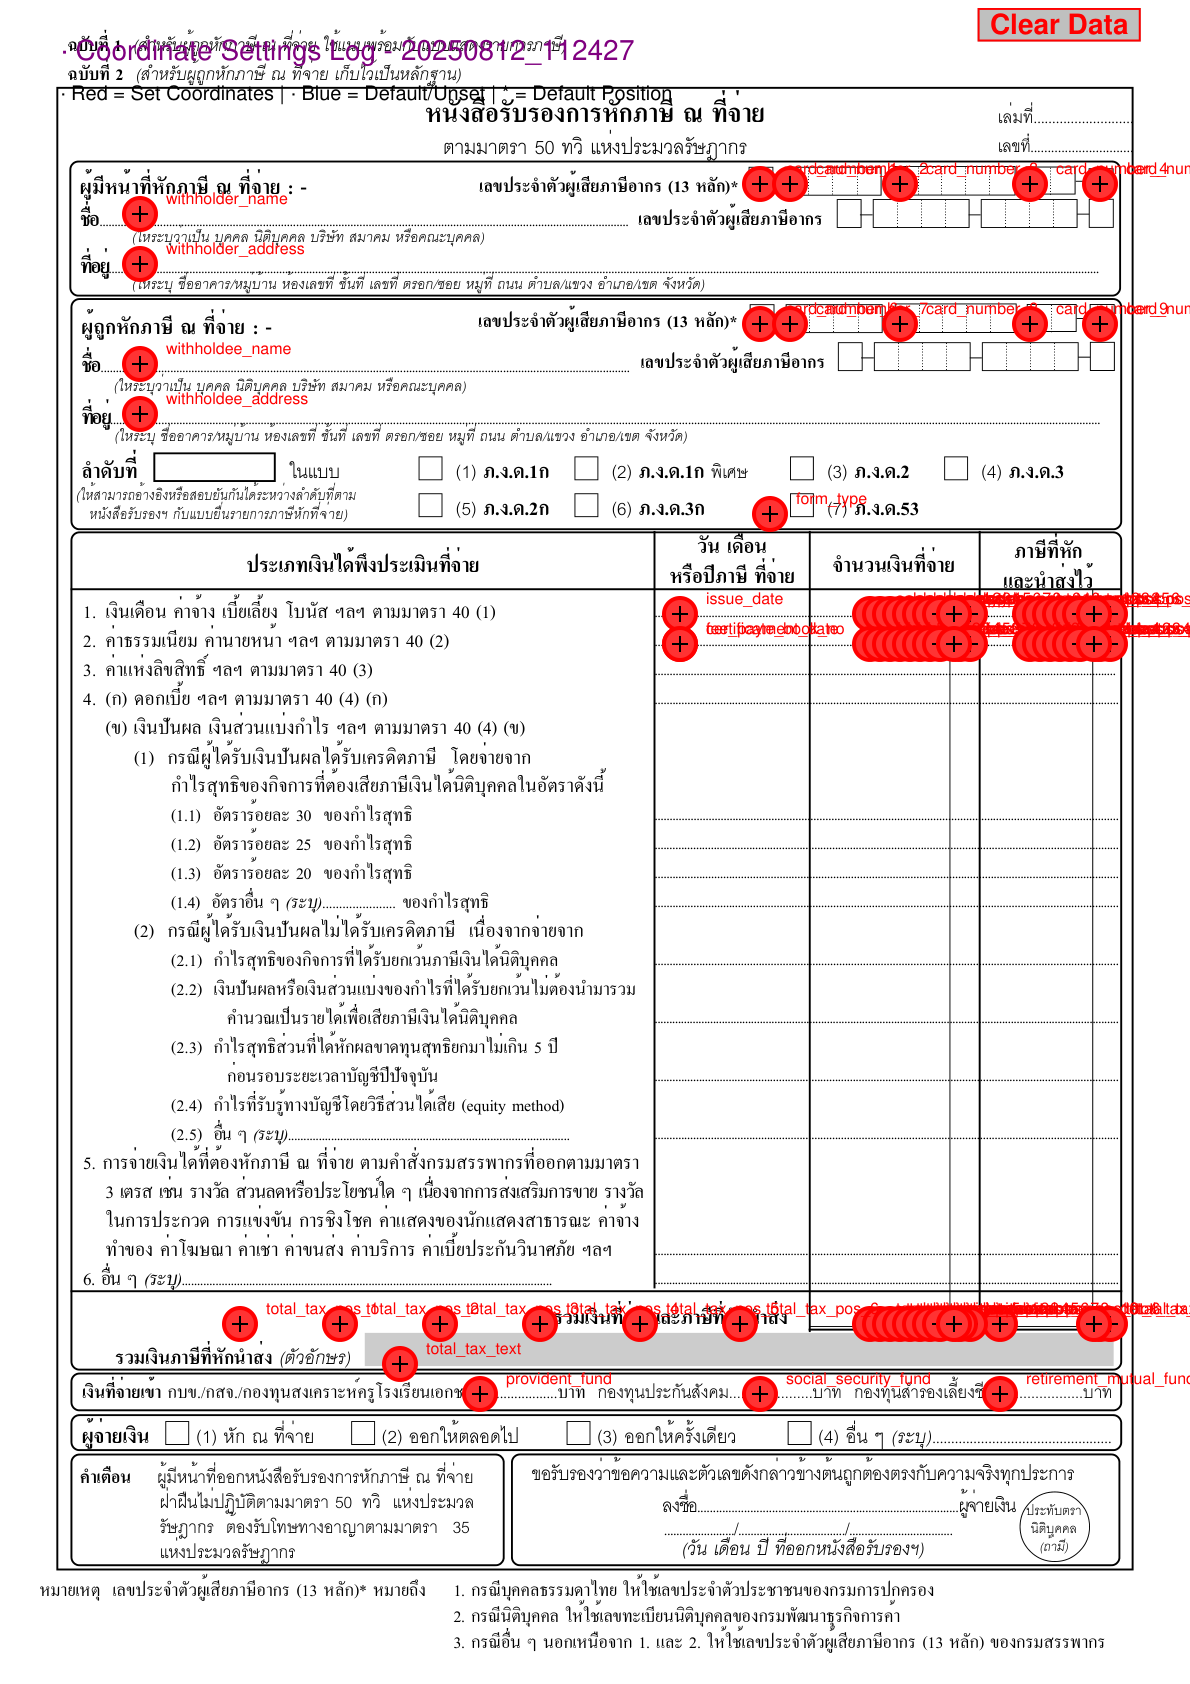 Clear Data
ฉบับที่ 1 (สำหรับผู้ถูกหักภาษี ณ ที่จ่าย ใช้แนบพร้อมกับแบบแสดงรายการภาษี)
· Coordinate Settings Log - 20250812_112427
ฉบับที่ 2 (สำหรับผู้ถูกหักภาษี ณ ที่จ่าย เก็บไว้เป็นหลักฐาน)
· Red = Set Coordinates | · Blue = Default/Unset | * = Default Position
หนังสือรับรองการหักภาษี ณ ที่จ่าย
เล่มที่
ตามมาตรา 50 ทวิ แห่งประมวลรัษฎากร
เลขที่
ผู้มีหน้าที่หักภาษี ณ ที่จ่าย : -
เลขประจำตัวผู้เสียภาษีอากร (13 หลัก)*
withholder_name
ชื่อ
เลขประจำตัวผู้เสียภาษีอากร
(ให้ระบุว่าเป็น บุคคล นิติบุคคล บริษัท สมาคม หรือคณะบุคคล)
withholder_address
ที่อยู่
(ให้ระบุ ชื่ออาคาร/หมู่บ้าน ห้องเลขที่ ชั้นที่ เลขที่ ตรอก/ซอย หมู่ที่ ถนน ตำบล/แขวง อำเภอ/เขต จังหวัด)
ผู้ถูกหักภาษี ณ ที่จ่าย : -
เลขประจำตัวผู้เสียภาษีอากร (13 หลัก)*
withholdee_name
ชื่อ
เลขประจำตัวผู้เสียภาษีอากร
(ให้ระบุว่าเป็น บุคคล นิติบุคคล บริษัท สมาคม หรือคณะบุคคล)
withholdee_address
ที่อยู่
(ให้ระบุ ชื่ออาคาร/หมู่บ้าน ห้องเลขที่ ชั้นที่ เลขที่ ตรอก/ซอย หมู่ที่ ถนน ตำบล/แขวง อำเภอ/เขต จังหวัด)
ลำดับที่ ในแบบ (1) ภ.ง.ด.1ก (2) ภ.ง.ด.1ก พิเศษ (3) ภ.ง.ด.2 (4) ภ.ง.ด.3
(ให้สามารถอ้างอิงหรือสอบยันกันได้ระหว่างลำดับที่ตาม
หนังสือรับรองฯ กับแบบยื่นรายการภาษีหักที่จ่าย)
(5) ภ.ง.ด.2ก (6) ภ.ง.ด.3ก (7) ภ.ง.ด.53
form_type
ประเภทเงินได้พึงประเมินที่จ่าย
วัน เดือน
หรือปีภาษี ที่จ่าย
จำนวนเงินที่จ่าย
ภาษีที่หัก
และนำส่งไว้
issue_date
1. เงินเดือน ค่าจ้าง เบี้ยเลี้ยง โบนัส ฯลฯ ตามมาตรา 40 (1)
2. ค่าธรรมเนียม ค่านายหน้า ฯลฯ ตามมาตรา 40 (2)
3. ค่าแห่งลิขสิทธิ์ ฯลฯ ตามมาตรา 40 (3)
4. (ก) ดอกเบี้ย ฯลฯ ตามมาตรา 40 (4) (ก)
(ข) เงินปันผล เงินส่วนแบ่งกำไร ฯลฯ ตามมาตรา 40 (4) (ข)
(1) กรณีผู้ได้รับเงินปันผลได้รับเครดิตภาษี โดยจ่ายจาก
กำไรสุทธิของกิจการที่ต้องเสียภาษีเงินได้นิติบุคคลในอัตราดังนี้
(1.1) อัตราร้อยละ 30 ของกำไรสุทธิ
(1.2) อัตราร้อยละ 25 ของกำไรสุทธิ
(1.3) อัตราร้อยละ 20 ของกำไรสุทธิ
(1.4) อัตราอื่น ๆ (ระบุ) ของกำไรสุทธิ
(2) กรณีผู้ได้รับเงินปันผลไม่ได้รับเครดิตภาษี เนื่องจากจ่ายจาก
(2.1) กำไรสุทธิของกิจการที่ได้รับยกเว้นภาษีเงินได้นิติบุคคล
(2.2) เงินปันผลหรือเงินส่วนแบ่งของกำไรที่ได้รับยกเว้นไม่ต้องนำมารวม
คำนวณเป็นรายได้เพื่อเสียภาษีเงินได้นิติบุคคล
(2.3) กำไรสุทธิส่วนที่ได้หักผลขาดทุนสุทธิยกมาไม่เกิน 5 ปี
ก่อนรอบระยะเวลาบัญชีปีปัจจุบัน
(2.4) กำไรที่รับรู้ทางบัญชีโดยวิธีส่วนได้เสีย (equity method)
(2.5) อื่น ๆ (ระบุ)
5. การจ่ายเงินได้ที่ต้องหักภาษี ณ ที่จ่าย ตามคำสั่งกรมสรรพากรที่ออกตามมาตรา
3 เตรส เช่น รางวัล ส่วนลดหรือประโยชน์ใด ๆ เนื่องจากการส่งเสริมการขาย รางวัล
ในการประกวด การแข่งขัน การชิงโชค ค่าแสดงของนักแสดงสาธารณะ ค่าจ้าง
ทำของ ค่าโฆษณา ค่าเช่า ค่าขนส่ง ค่าบริการ ค่าเบี้ยประกันวินาศภัย ฯลฯ
6. อื่น ๆ (ระบุ)
total_tax_text
รวมเงินภาษีที่หักนำส่ง (ตัวอักษร)
provident_fund social_security_fund retirement_mutual_fund
เงินที่จ่ายเข้า กบข./กสจ./กองทุนสงเคราะห์ครูโรงเรียนเอกช บาท กองทุนประกันสังคม บาท กองทุนสำรองเลี้ยงชี บาท
ผู้จ่ายเงิน (1) หัก ณ ที่จ่าย (2) ออกให้ตลอดไป (3) ออกให้ครั้งเดียว (4) อื่น ๆ (ระบุ)
คำเตือน ผู้มีหน้าที่ออกหนังสือรับรองการหักภาษี ณ ที่จ่าย
ฝ่าฝืนไม่ปฏิบัติตามมาตรา 50 ทวิ แห่งประมวล
รัษฎากร ต้องรับโทษทางอาญาตามมาตรา 35
แห่งประมวลรัษฎากร
ขอรับรองว่าข้อความและตัวเลขดังกล่าวข้างต้นถูกต้องตรงกับความจริงทุกประการ
ลงชื่อ ผู้จ่ายเงิน
(วัน เดือน ปี ที่ออกหนังสือรับรองฯ)
ประทับตรา
นิติบุคคล
(ถ้ามี)
หมายเหตุ เลขประจำตัวผู้เสียภาษีอากร (13 หลัก)* หมายถึง 1. กรณีบุคคลธรรมดาไทย ให้ใช้เลขประจำตัวประชาชนของกรมการปกครอง
2. กรณีนิติบุคคล ให้ใช้เลขทะเบียนนิติบุคคลของกรมพัฒนาธุรกิจการค้า
3. กรณีอื่น ๆ นอกเหนือจาก 1. และ 2. ให้ใช้เลขประจำตัวผู้เสียภาษีอากร (13 หลัก) ของกรมสรรพากร